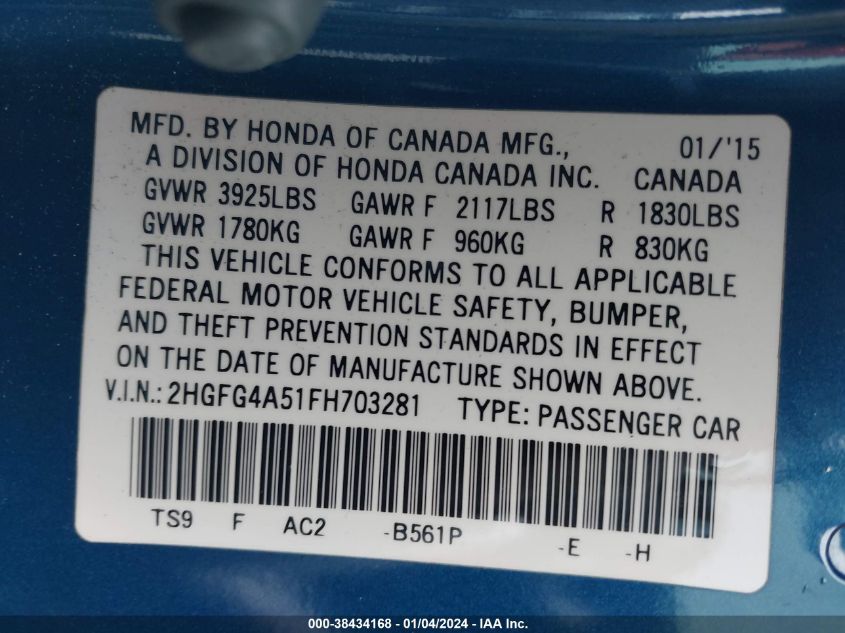 MFD. BY HONDA OF CANADA MFG., 01/'15
A DIVISION OF HONDA CANADA INC. CANADA
GVWR 3925LBS GAWR F 2117LBS R 1830LBS
GVWR 1780KG GAWR F 960KG R 830KG
THIS VEHICLE CONFORMS TO ALL APPLICABLE
FEDERAL MOTOR VEHICLE SAFETY, BUMPER,
AND THEFT PREVENTION STANDARDS IN EFFECT
ON THE DATE OF MANUFACTURE SHOWN ABOVE.
V.I.N.: 2HGFG4A51FH703281 TYPE: PASSENGER CAR
TS9 F AC2 -B561P -E -H
000-38434168 - 01/04/2024 - IAA Inc.